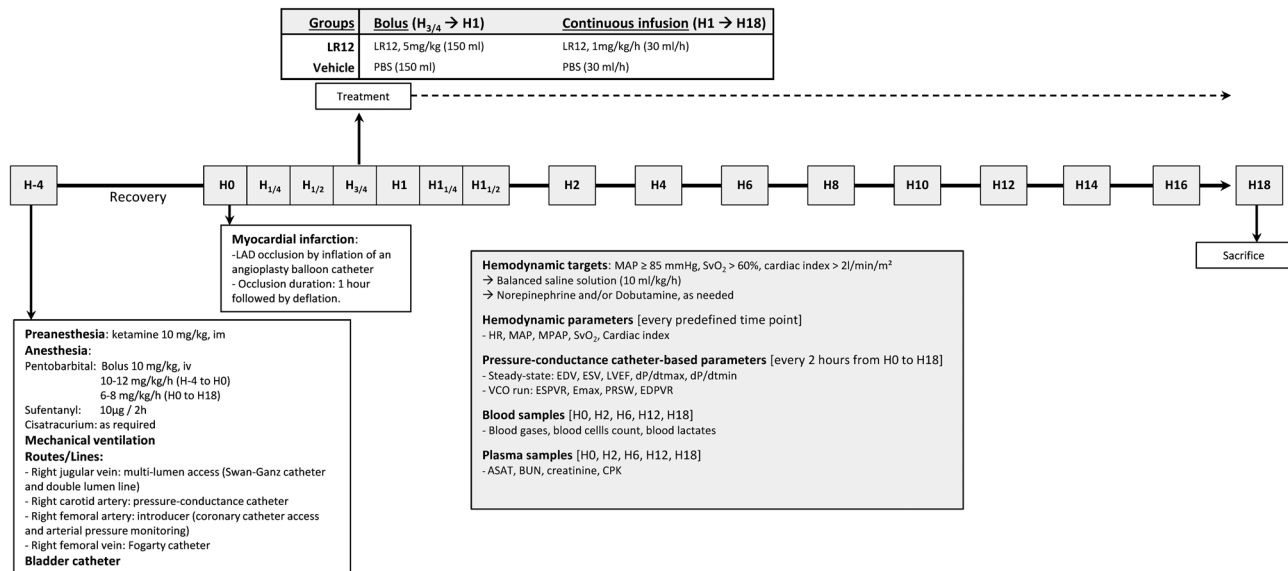 Groups Bolus (H3/4 → H1) Continuous infusion (H1 → H18)
LR12 LR12, 5mg/kg (150 ml) LR12, 1mg/kg/h (30 ml/h)
Vehicle PBS (150 ml) PBS (30 ml/h)
Treatment
H-4 H0 H1/4 H1/2 H3/4 H1 H11/4 H11/2 H2 H4 H6 H8 H10 H12 H14 H16 H18
Recovery
Myocardial infarction:
-LAD occlusion by inflation of an
angioplasty balloon catheter
- Occlusion duration: 1 hour
followed by deflation.
Sacrifice
Hemodynamic targets: MAP ≥ 85 mmHg, SvO2 > 60%, cardiac index > 2l/min/m²
→ Balanced saline solution (10 ml/kg/h)
→ Norepinephrine and/or Dobutamine, as needed
Hemodynamic parameters [every predefined time point]
- HR, MAP, MPAP, SvO2, Cardiac index
Pressure-conductance catheter-based parameters [every 2 hours from H0 to H18]
- Steady-state: EDV, ESV, LVEF, dP/dtmax, dP/dtmin
- VCO run: ESPVR, Emax, PRSW, EDPVR
Blood samples [H0, H2, H6, H12, H18]
- Blood gases, blood cellls count, blood lactates
Plasma samples [H0, H2, H6, H12, H18]
- ASAT, BUN, creatinine, CPK
Preanesthesia: ketamine 10 mg/kg, im
Anesthesia:
Pentobarbital: Bolus 10 mg/kg, iv
10-12 mg/kg/h (H-4 to H0)
6-8 mg/kg/h (H0 to H18)
Sufentanyl: 10µg / 2h
Cisatracurium: as required
Mechanical ventilation
Routes/Lines:
- Right jugular vein: multi-lumen access (Swan-Ganz catheter
and double lumen line)
- Right carotid artery: pressure-conductance catheter
- Right femoral artery: introducer (coronary catheter access
and arterial pressure monitoring)
- Right femoral vein: Fogarty catheter
Bladder catheter